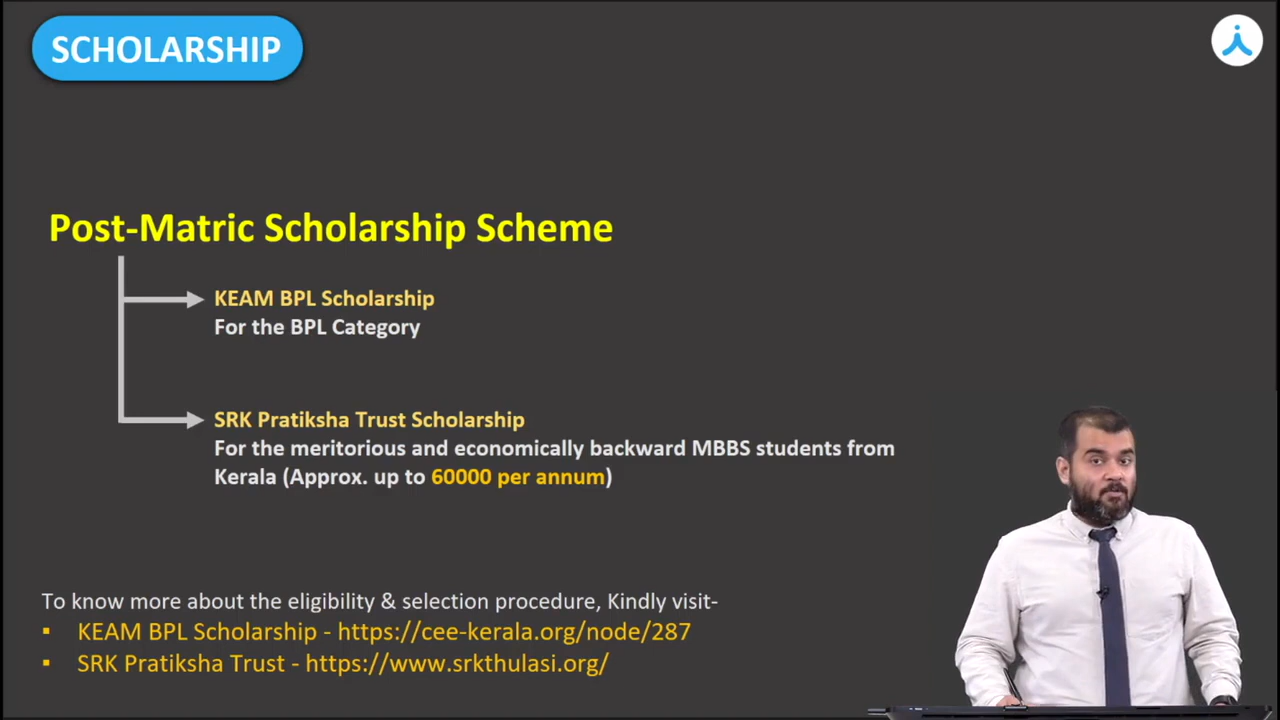 SCHOLARSHIP
Post-Matric Scholarship Scheme
KEAM BPL Scholarship
For the BPL Category
SRK Pratiksha Trust Scholarship
For the meritorious and economically backward MBBS students from
Kerala (Approx. up to 60000 per annum)
To know more about the eligibility & selection procedure, Kindly visit-
▪ KEAM BPL Scholarship - https://cee-kerala.org/node/287
▪ SRK Pratiksha Trust - https://www.srkthulasi.org/